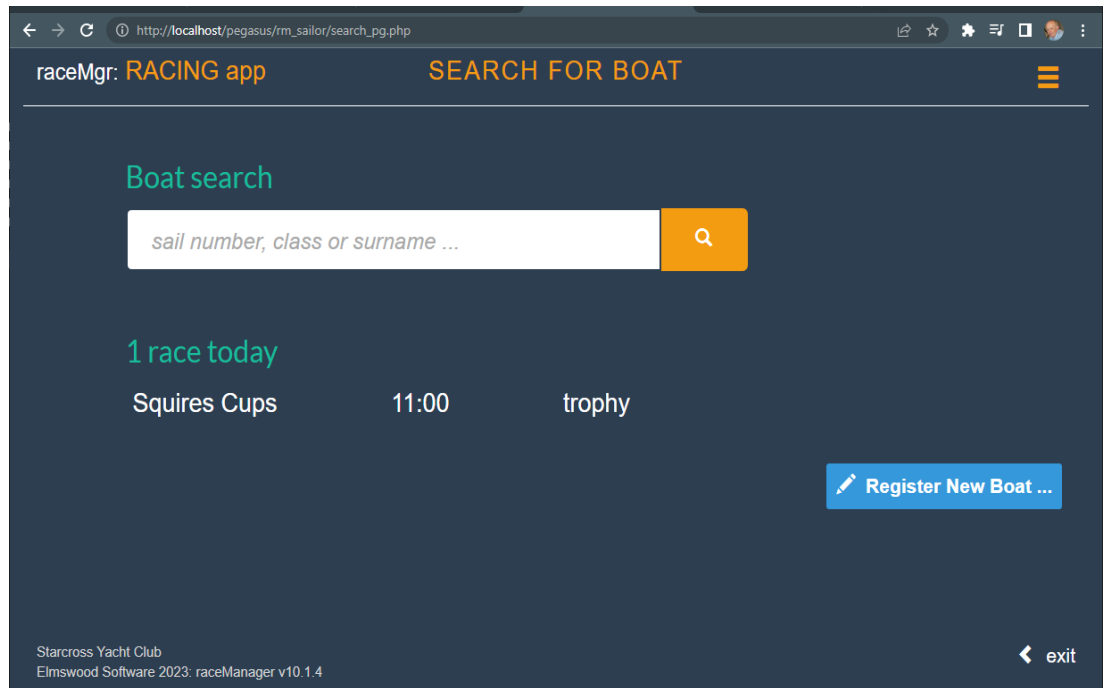 http://localhost/pegasus/rm_sailor/search_pg.php
raceMgr: RACING app SEARCH FOR BOAT
Boat search
sail number, class or surname ...
1 race today
Squires Cups 11:00 trophy
Register New Boat ...
Starcross Yacht Club
Elmswood Software 2023: raceManager v10.1.4
exit